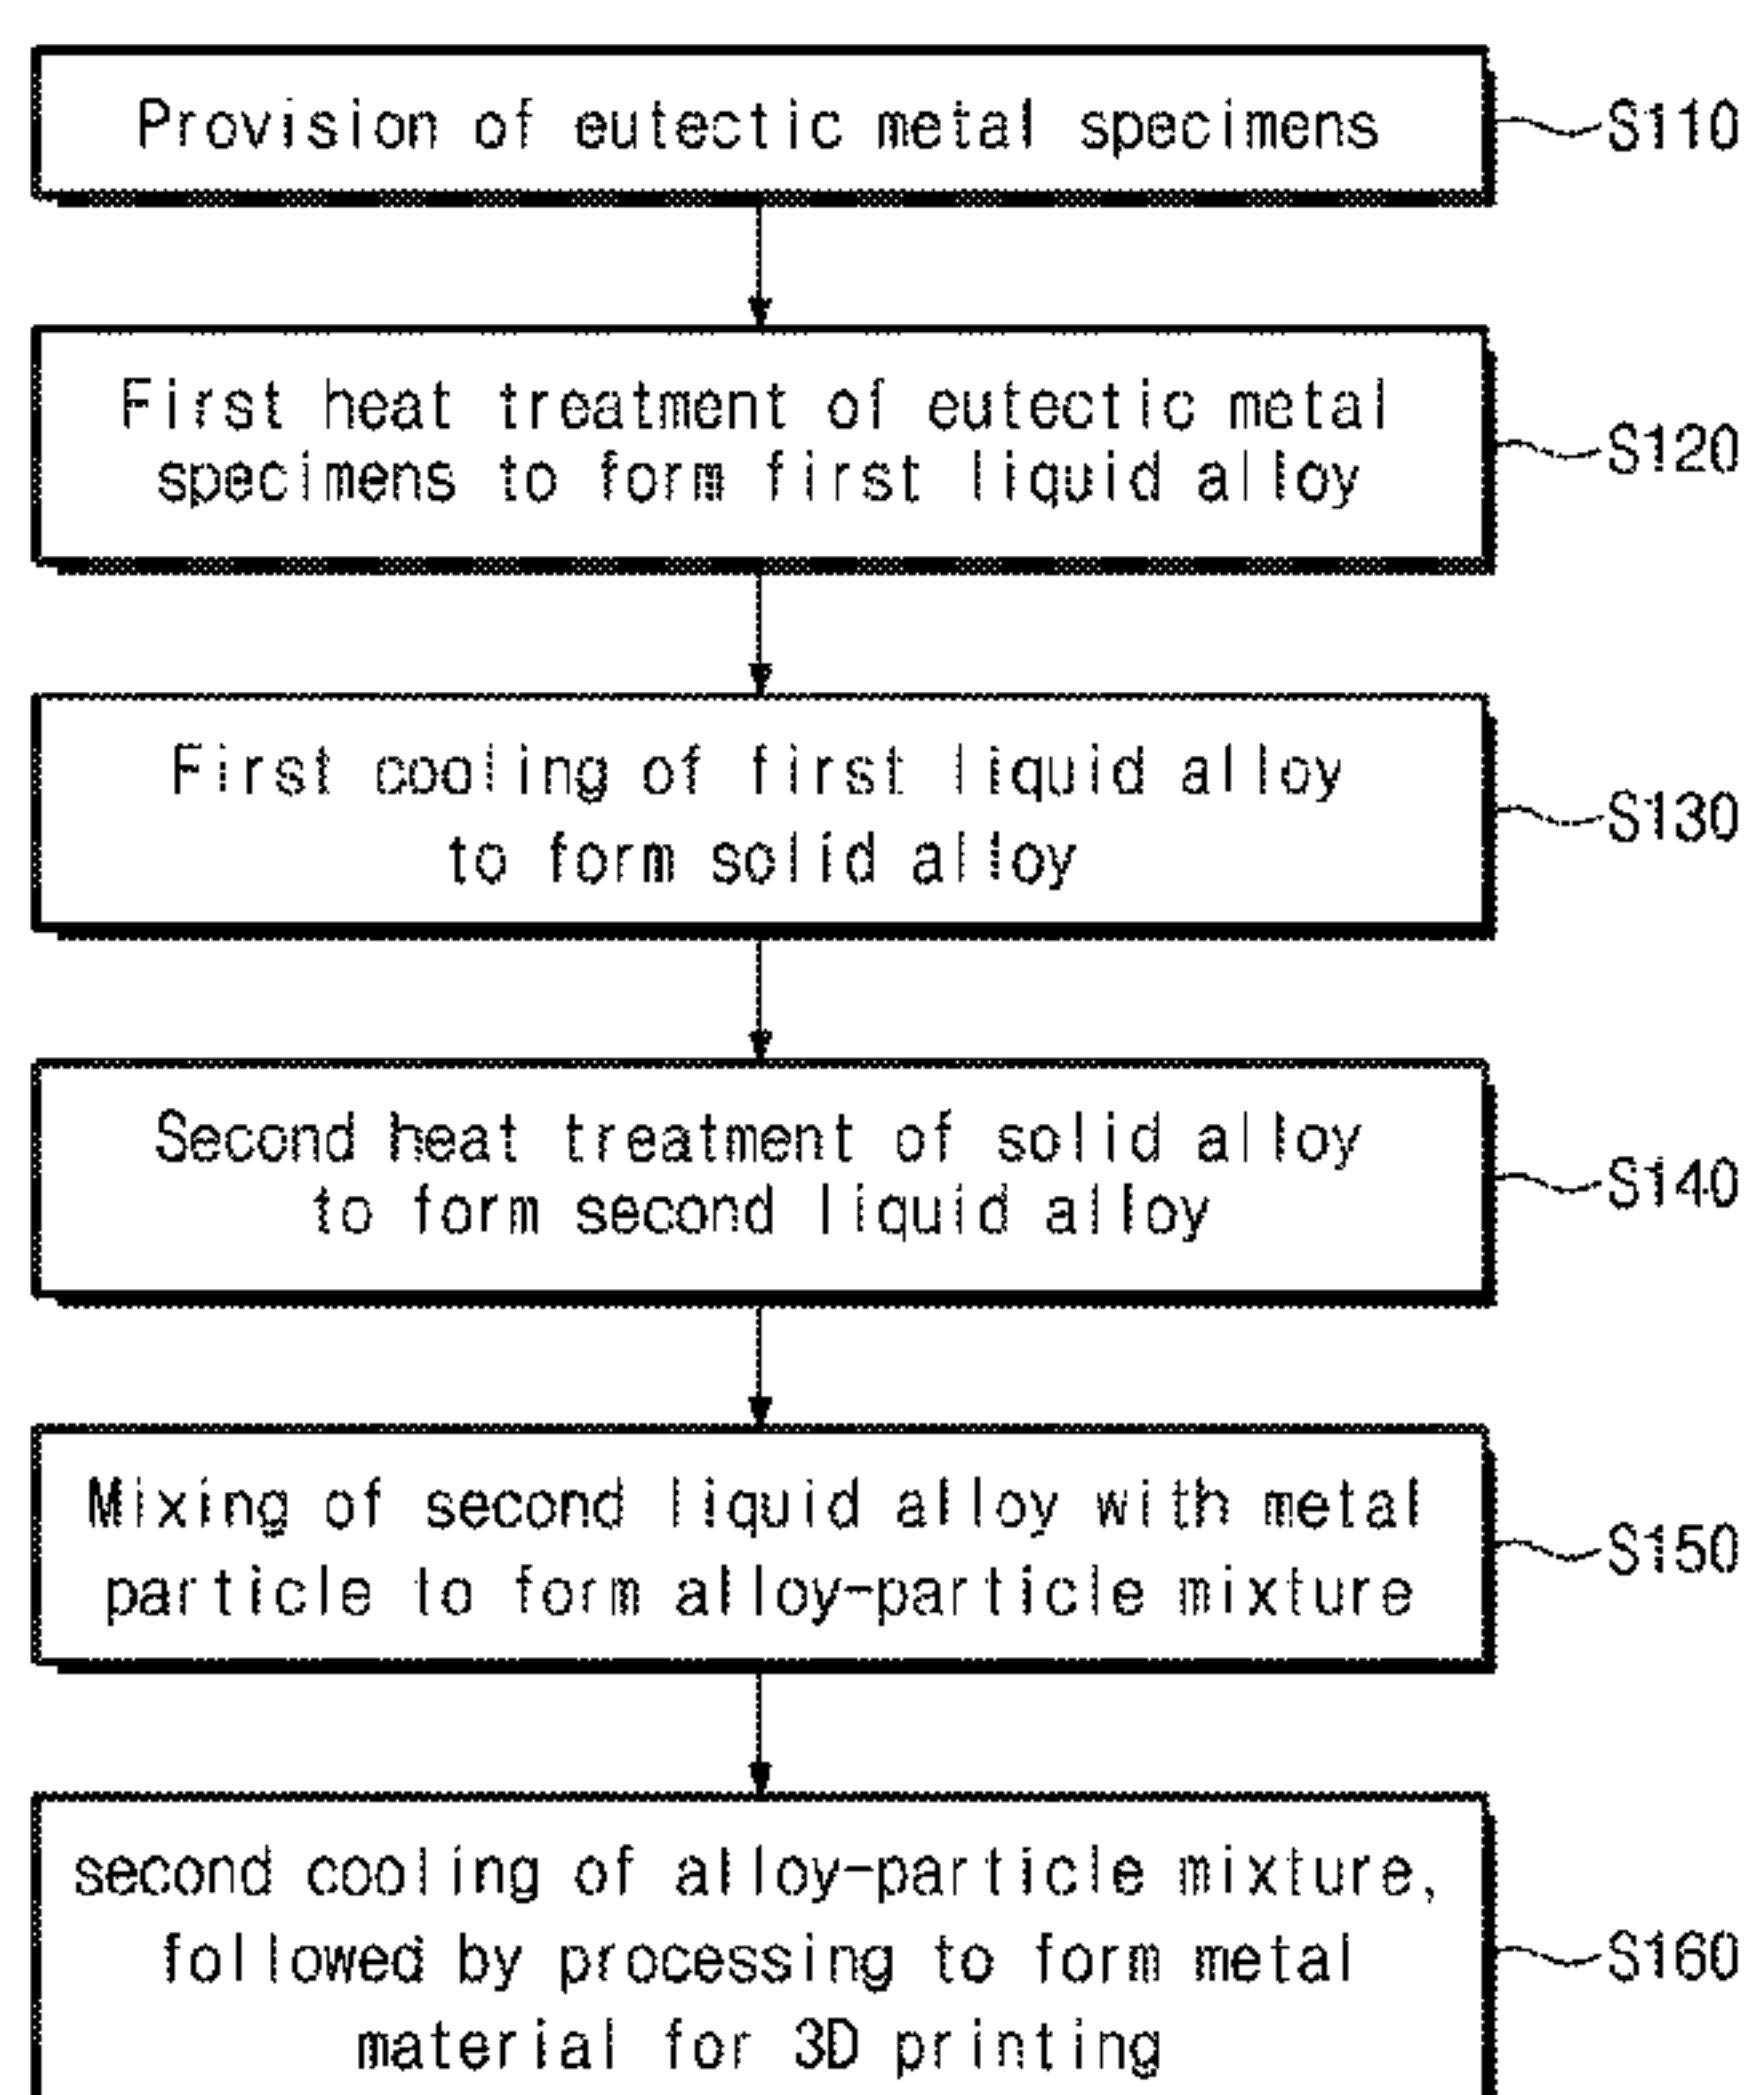 Provision of eutectic metal specimens
S110
First heat treatment of eutectic metal
specimens to form first liquid alloy
S120
First cooling of first liquid alloy
to form solid alloy
S130
Second heat treatment of solid alloy
to form second liquid alloy
S140
Mixing of second liquid alloy with metal
particle to form alloy-particle mixture
S150
second cooling of alloy-particle mixture,
followed by processing to form metal
material for 3D printing
S160